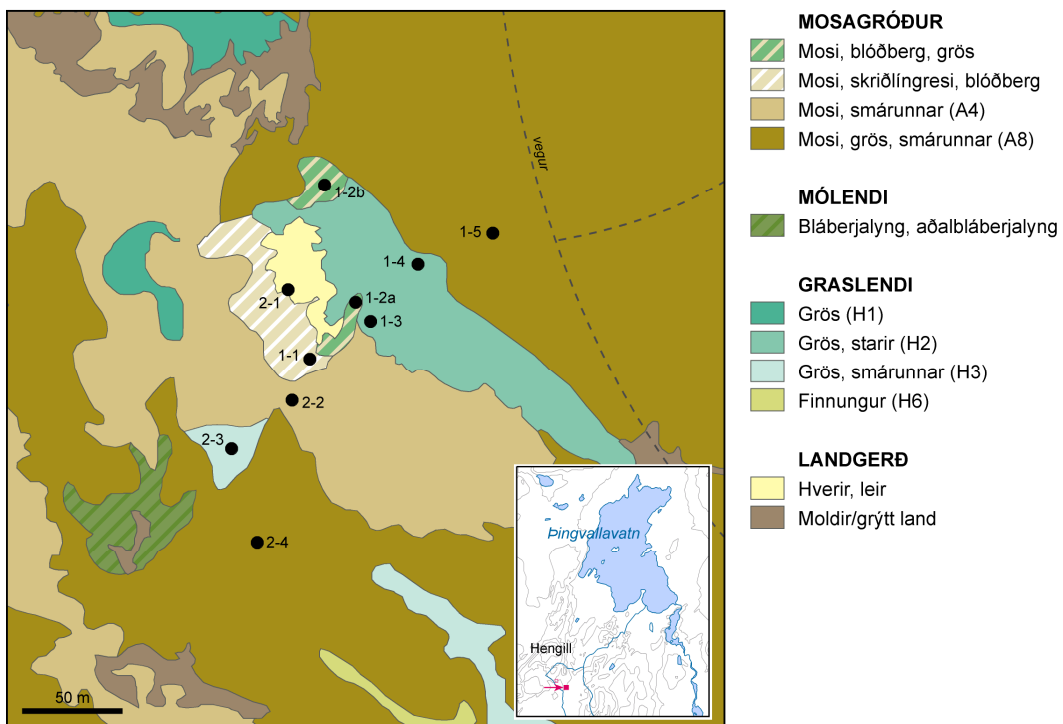 vegur
1-2b
1-5
1-4
2-1
1-2a
1-3
1-1
2-2
2-3
2-4
50 m
Þingvallavatn
Hengill
MOSAGRÓÐUR
Mosi, blóðberg, grös
Mosi, skriðlíngresi, blóðberg
Mosi, smárunnar (A4)
Mosi, grös, smárunnar (A8)
MÓLENDI
Bláberjalyng, aðalbláberjalyng
GRASLENDI
Grös (H1)
Grös, starir (H2)
Grös, smárunnar (H3)
Finnungur (H6)
LANDGERÐ
Hverir, leir
Moldir/grýtt land